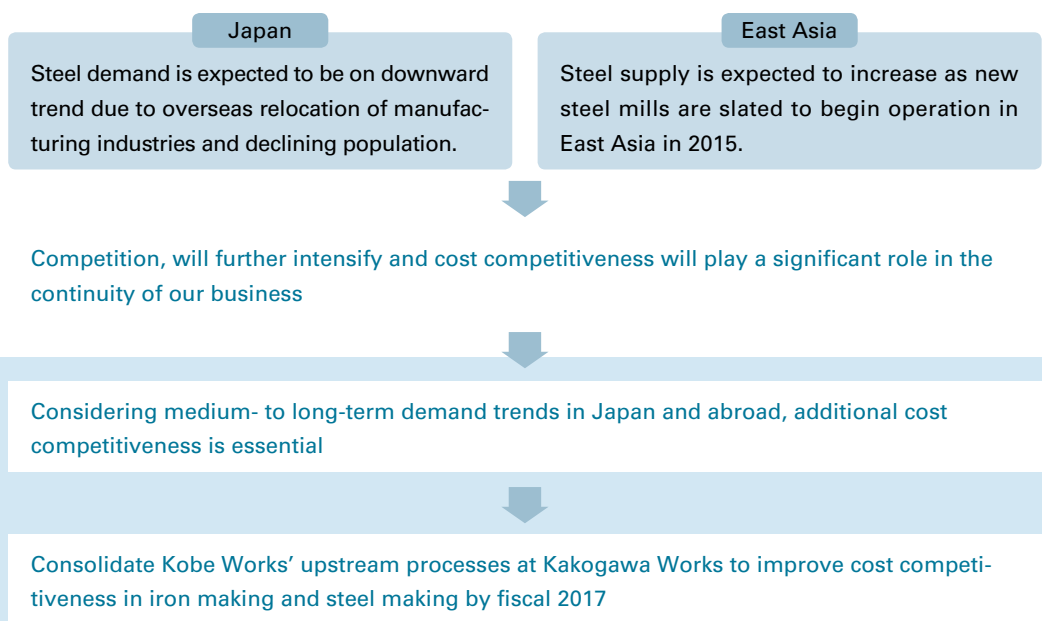 Japan
Steel demand is expected to be on downward
trend due to overseas relocation of manufac-
turing industries and declining population.
East Asia
Steel supply is expected to increase as new
steel mills are slated to begin operation in
East Asia in 2015.
Competition, will further intensify and cost competitiveness will play a significant role in the
continuity of our business
Considering medium- to long-term demand trends in Japan and abroad, additional cost
competitiveness is essential
Consolidate Kobe Works’ upstream processes at Kakogawa Works to improve cost competi-
tiveness in iron making and steel making by fiscal 2017